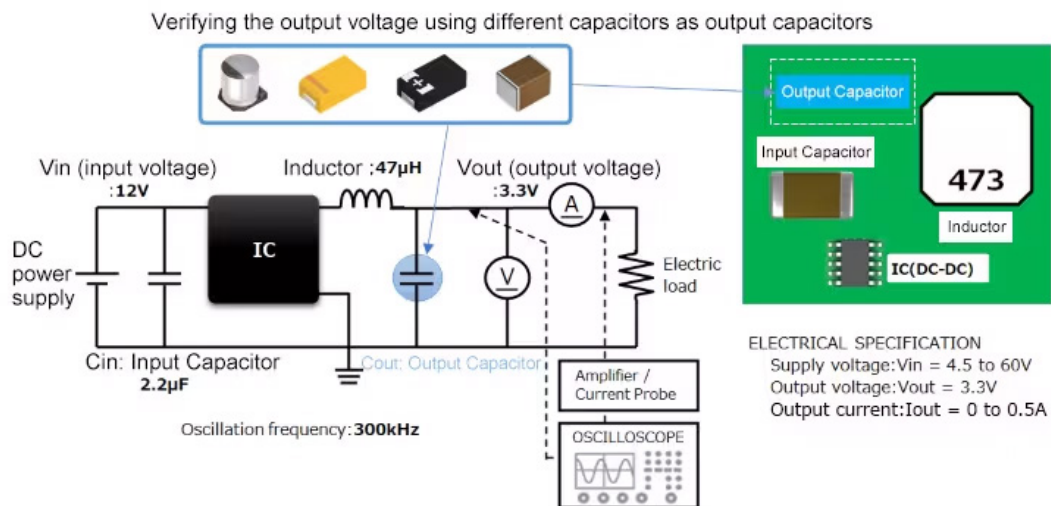 Verifying the output voltage using different capacitors as output capacitors
Output Capacitor
Input Capacitor
473
Inductor
IC(DC-DC)
Vin (input voltage)
:12V
Inductor :47μH
Vout (output voltage)
:3.3V
A
IC
DC
power
supply
V
Electric
load
Cin: Input Capacitor
2.2μF
Cout: Output Capacitor
Amplifier /
Current Probe
OSCILLOSCOPE
Oscillation frequency:300kHz
ELECTRICAL SPECIFICATION
Supply voltage:Vin = 4.5 to 60V
Output voltage:Vout = 3.3V
Output current:Iout = 0 to 0.5A